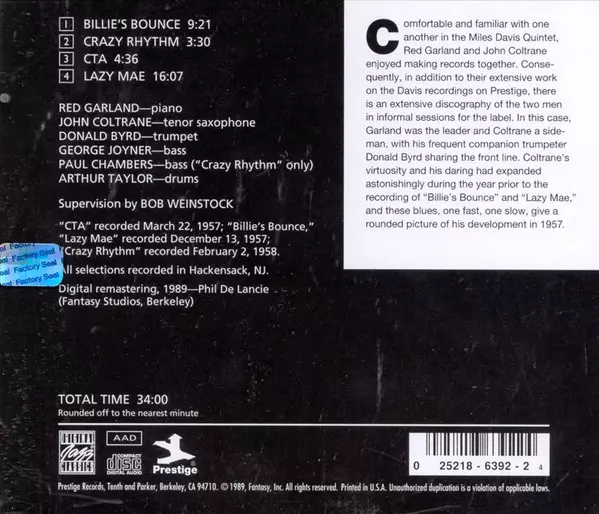 1 BILLIE'S BOUNCE 9:21
2 CRAZY RHYTHM 3:30
3 CTA 4:36
4 LAZY MAE 16:07
RED GARLAND—piano
JOHN COLTRANE—tenor saxophone
DONALD BYRD—trumpet
GEORGE JOYNER—bass
PAUL CHAMBERS—bass ("Crazy Rhythm" only)
ARTHUR TAYLOR—drums
Supervision by BOB WEINSTOCK
"CTA" recorded March 22, 1957; "Billie's Bounce,"
"Lazy Mae" recorded December 13, 1957;
"Crazy Rhythm" recorded February 2, 1958.
All selections recorded in Hackensack, NJ.
Digital remastering, 1989—Phil De Lancie
(Fantasy Studios, Berkeley)
Factory Seal
Factory Seal
Factory Seal
TOTAL TIME 34:00
Rounded off to the nearest minute
Comfortable and familiar with one
another in the Miles Davis Quintet,
Red Garland and John Coltrane
enjoyed making records together. Conse-
quently, in addition to their extensive work
on the Davis recordings on Prestige, there
is an extensive discography of the two men
in informal sessions for the label. In this case,
Garland was the leader and Coltrane a side-
man, with his frequent companion trumpeter
Donald Byrd sharing the front line. Coltrane's
virtuosity and his daring had expanded
astonishingly during the year prior to the
recording of "Billie's Bounce" and "Lazy Mae,"
and these blues, one fast, one slow, give a
rounded picture of his development in 1957.
ORIGINAL
Jazz
CLASSICS
AAD
COMPACT
disc
DIGITAL AUDIO
Prestige
0 25218-6392-2 4
Prestige Records, Tenth and Parker, Berkeley, CA 94710. © 1989, Fantasy, Inc. All rights reserved. Printed in U.S.A. Unauthorized duplication is a violation of applicable laws.